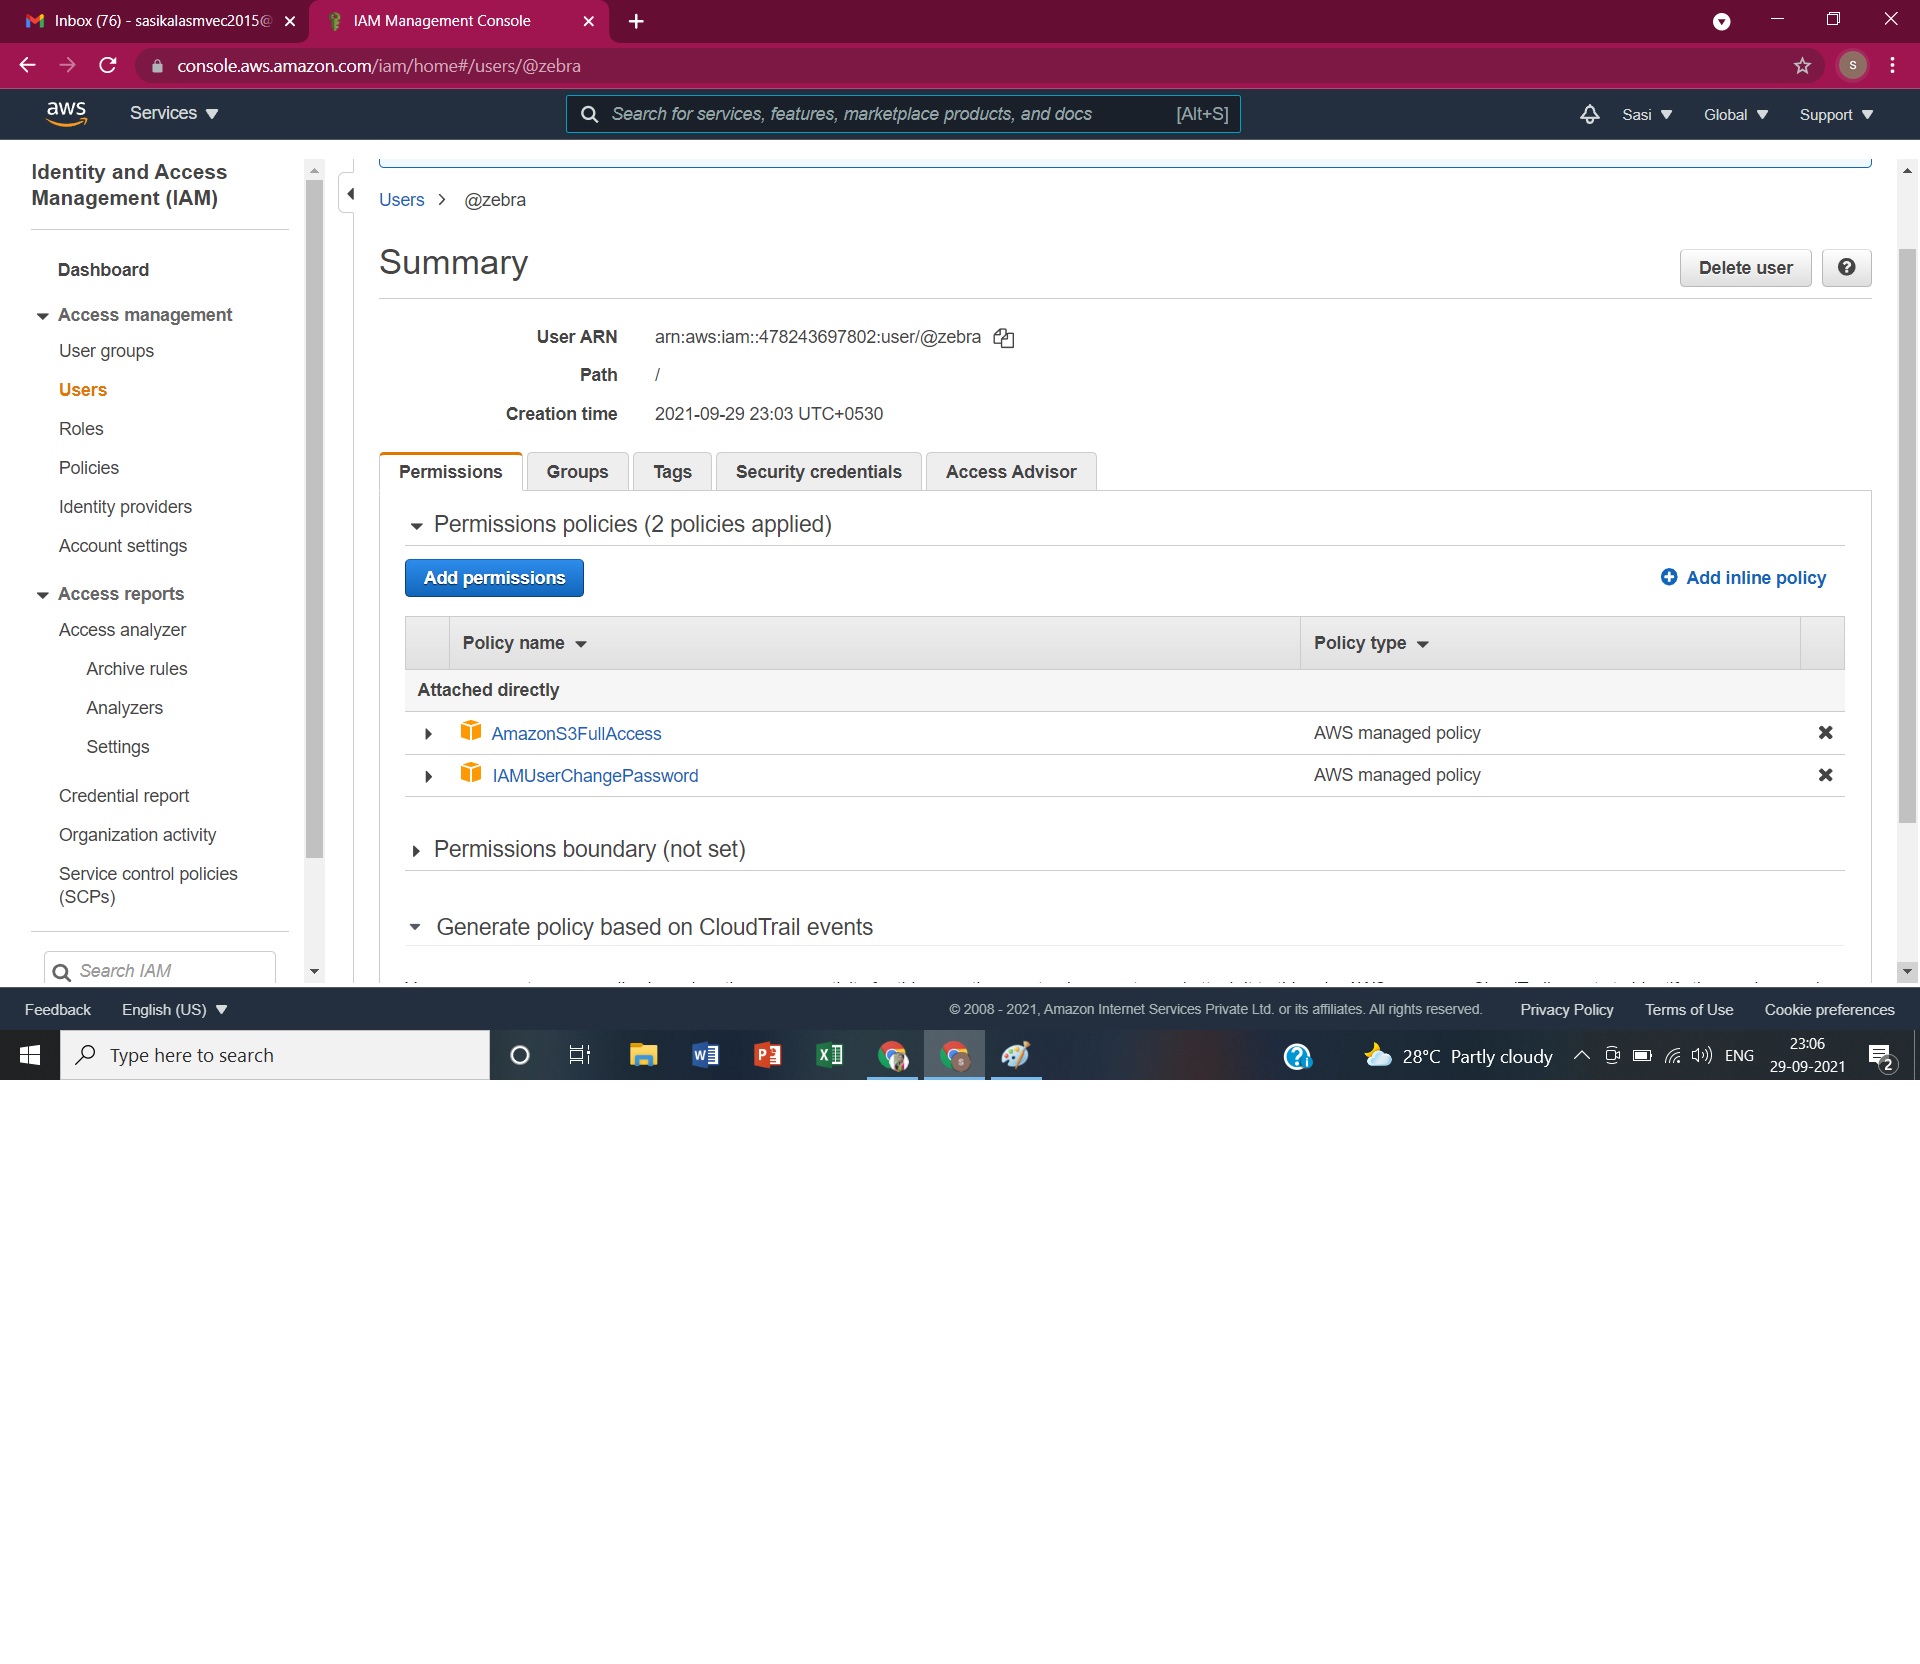 Inbox (76) - sasikalasmvec2015@
IAM Management Console
console.aws.amazon.com/iam/home#/users/@zebra
S
aws
Services
Search for services, features, marketplace products, and docs [Alt+S]
Sasi
Global
Support
Identity and Access
Management (IAM)
Dashboard
Access management
User groups
Users
Roles
Policies
Identity providers
Account settings
Access reports
Access analyzer
Archive rules
Analyzers
Settings
Credential report
Organization activity
Service control policies
(SCPs)
Search IAM
Users > @zebra
Summary
Delete user
?
User ARN arn:aws:iam::478243697802:user/@zebra
Path /
Creation time 2021-09-29 23:03 UTC+0530
Permissions
Groups
Tags
Security credentials
Access Advisor
Permissions policies (2 policies applied)
Add permissions
Add inline policy
Policy name
Policy type
Attached directly
AmazonS3FullAccess AWS managed policy
IAMUserChangePassword AWS managed policy
Permissions boundary (not set)
Generate policy based on CloudTrail events
Feedback
English (US)
© 2008 - 2021, Amazon Internet Services Private Ltd. or its affiliates. All rights reserved.
Privacy Policy
Terms of Use
Cookie preferences
Type here to search
28°C Partly cloudy
ENG
23:06
29-09-2021
2